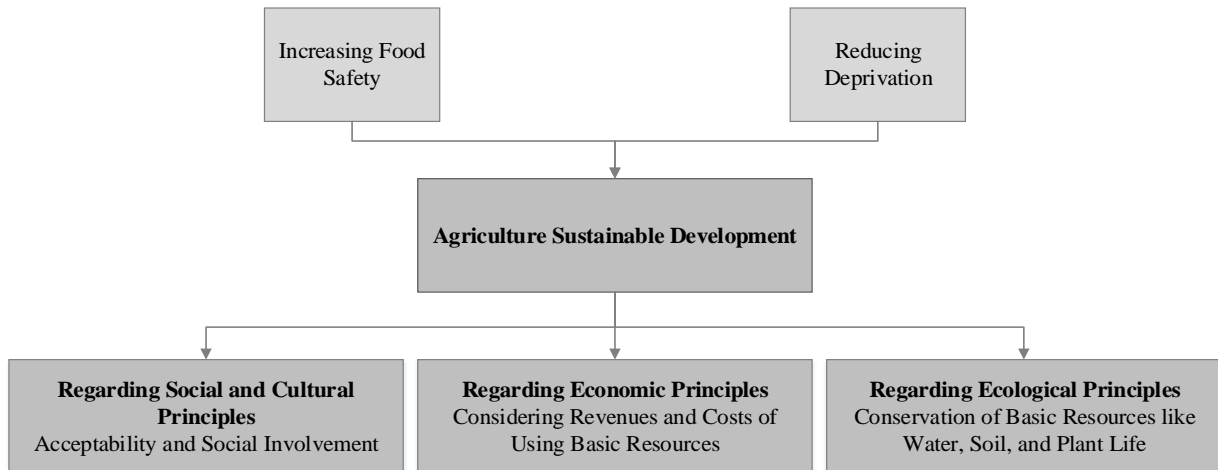 Increasing Food
Safety
Reducing
Deprivation
Agriculture Sustainable Development
Regarding Social and Cultural
Principles
Acceptability and Social Involvement
Regarding Economic Principles
Considering Revenues and Costs of
Using Basic Resources
Regarding Ecological Principles
Conservation of Basic Resources like
Water, Soil, and Plant Life